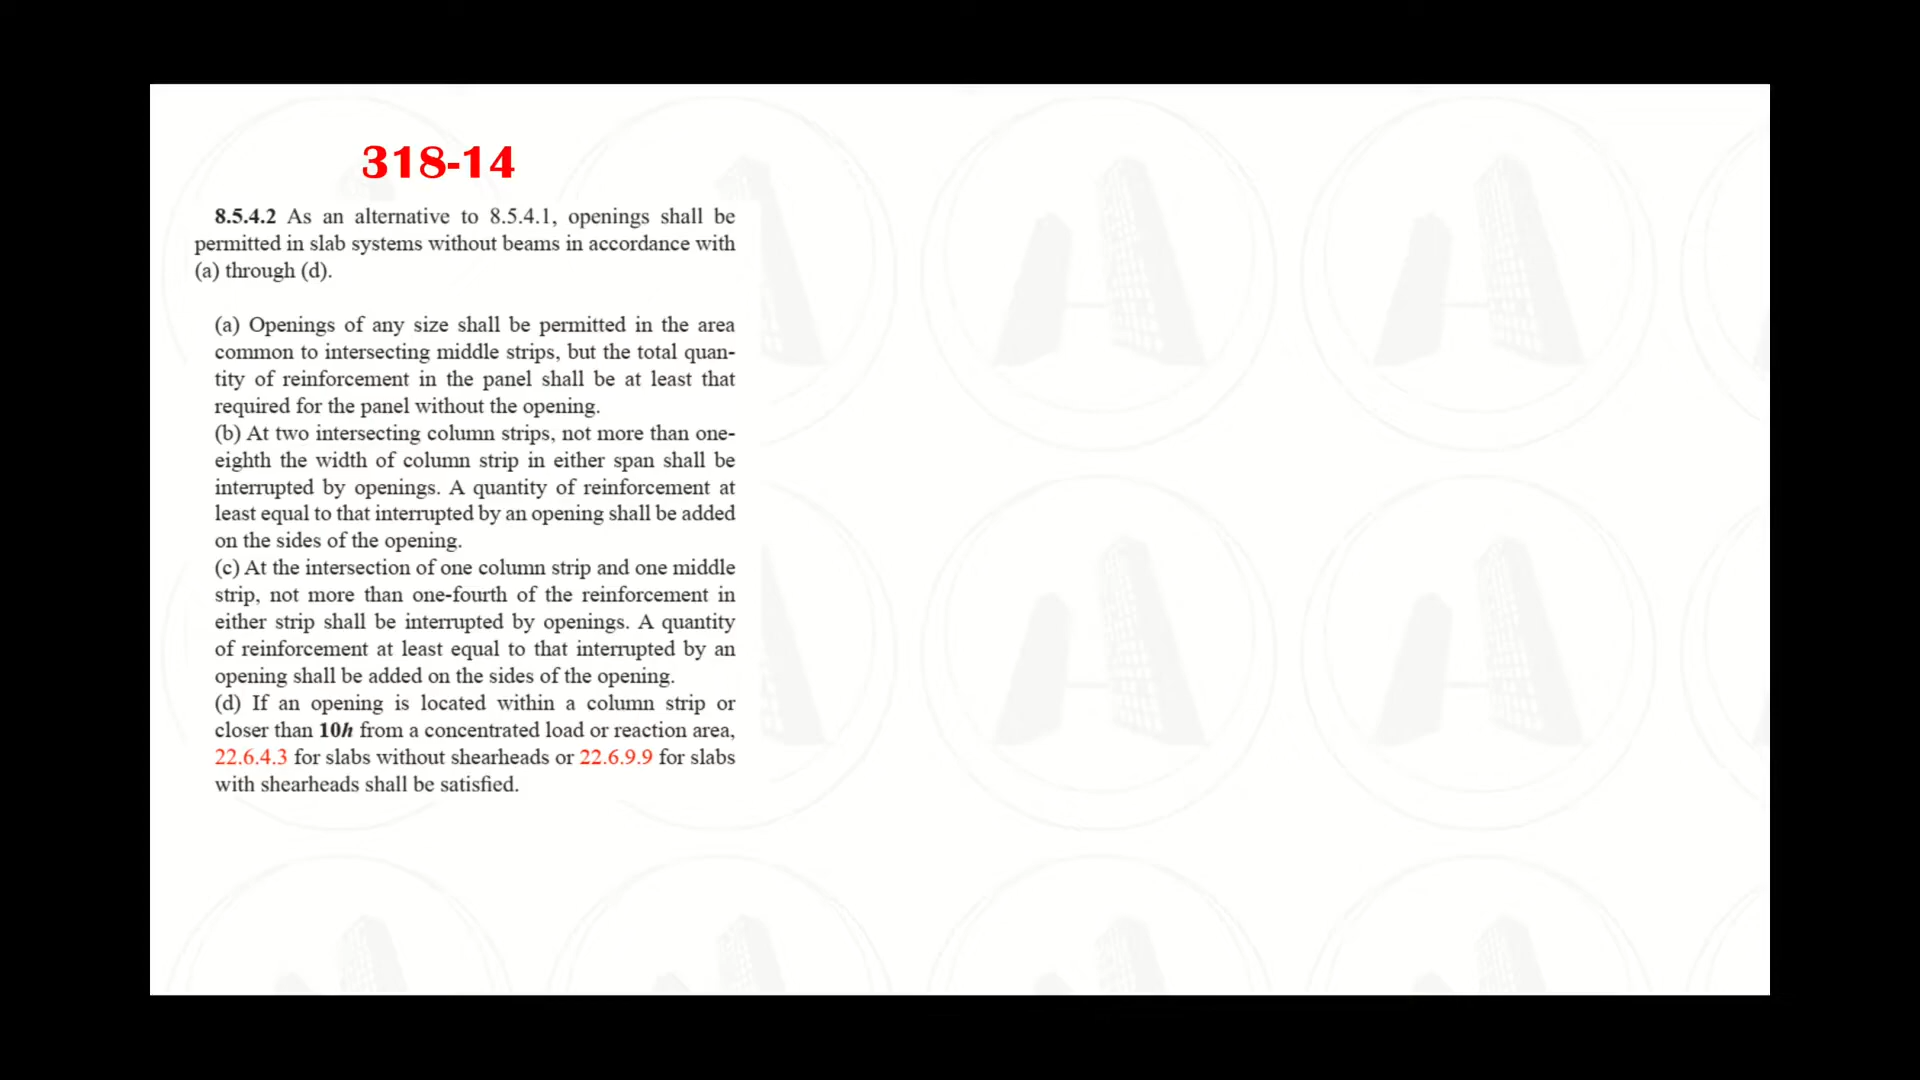 318-14
8.5.4.2 As an alternative to 8.5.4.1, openings shall be
permitted in slab systems without beams in accordance with
(a) through (d).
(a) Openings of any size shall be permitted in the area
common to intersecting middle strips, but the total quan-
tity of reinforcement in the panel shall be at least that
required for the panel without the opening.
(b) At two intersecting column strips, not more than one-
eighth the width of column strip in either span shall be
interrupted by openings. A quantity of reinforcement at
least equal to that interrupted by an opening shall be added
on the sides of the opening.
(c) At the intersection of one column strip and one middle
strip, not more than one-fourth of the reinforcement in
either strip shall be interrupted by openings. A quantity
of reinforcement at least equal to that interrupted by an
opening shall be added on the sides of the opening.
(d) If an opening is located within a column strip or
closer than 10h from a concentrated load or reaction area,
22.6.4.3 for slabs without shearheads or 22.6.9.9 for slabs
with shearheads shall be satisfied.